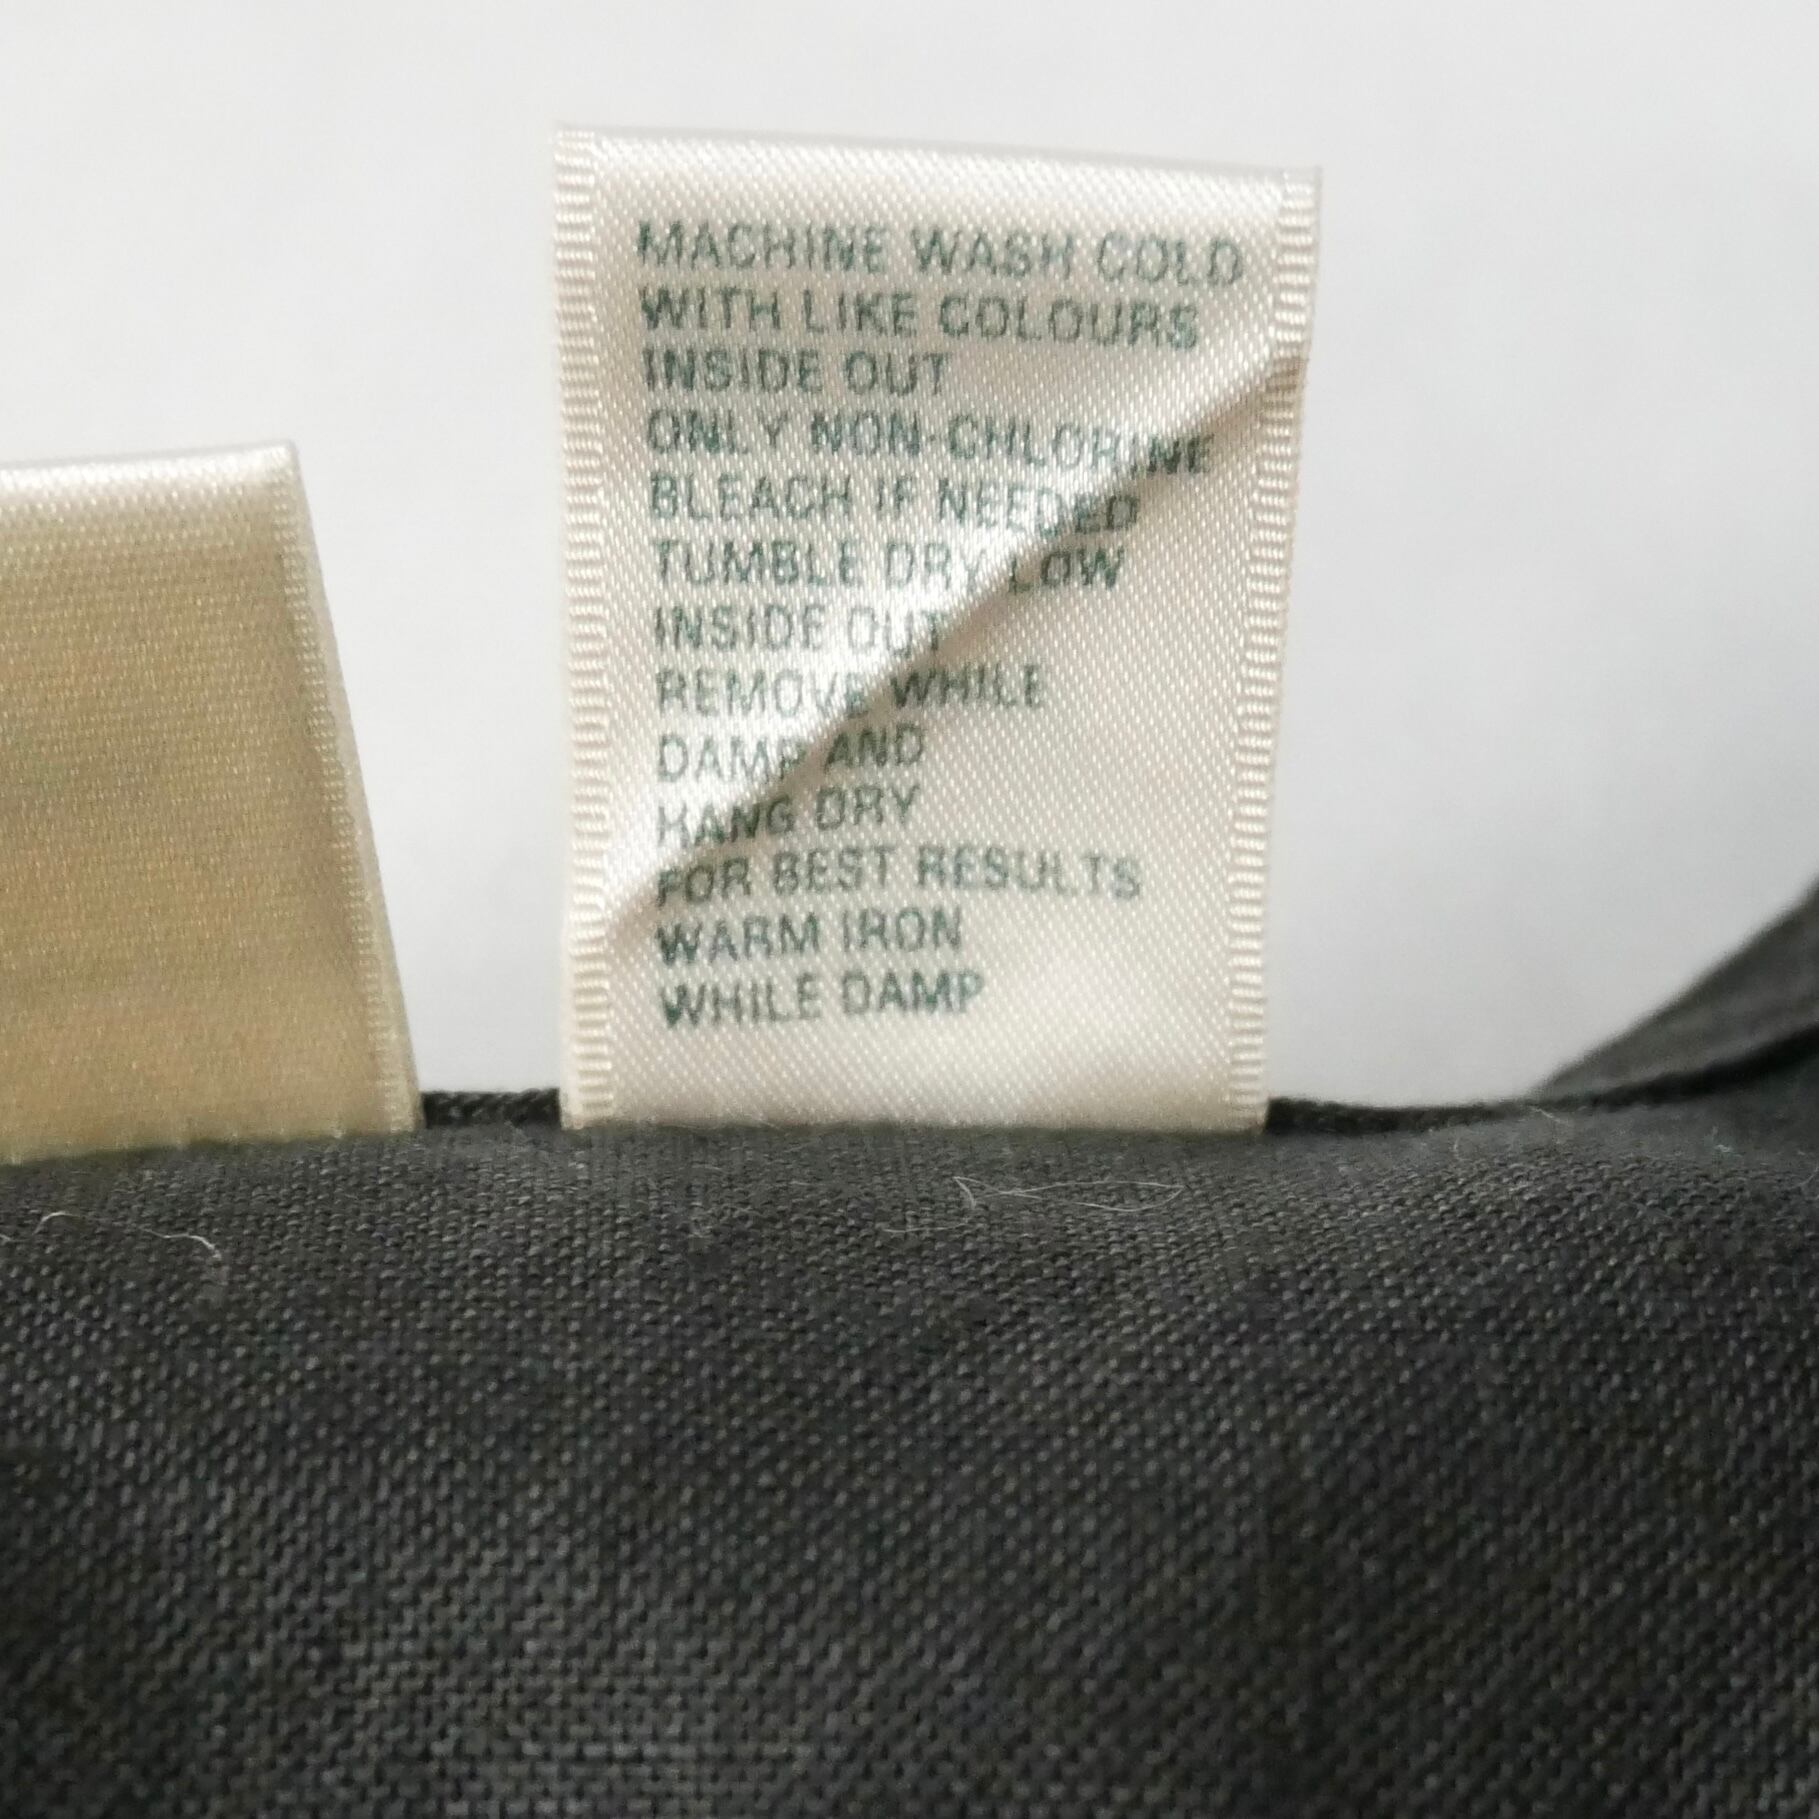 MACHINE WASH COLD
WITH LIKE COLOURS
INSIDE OUT
ONLY NON-CHLORINE
BLEACH IF NEEDED
TUMBLE DRY LOW
INSIDE OUT
REMOVE WHILE
DAMP AND
HANG DRY
FOR BEST RESULTS
WARM IRON
WHILE DAMP